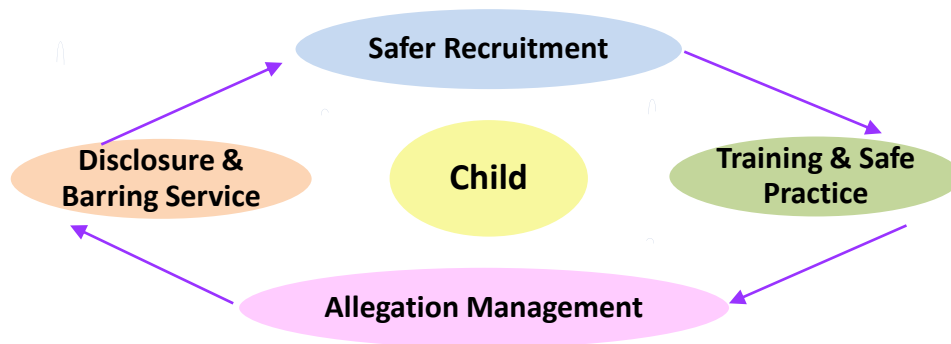 Safer Recruitment
Disclosure &
Barring Service
Child
Training & Safe
Practice
Allegation Management